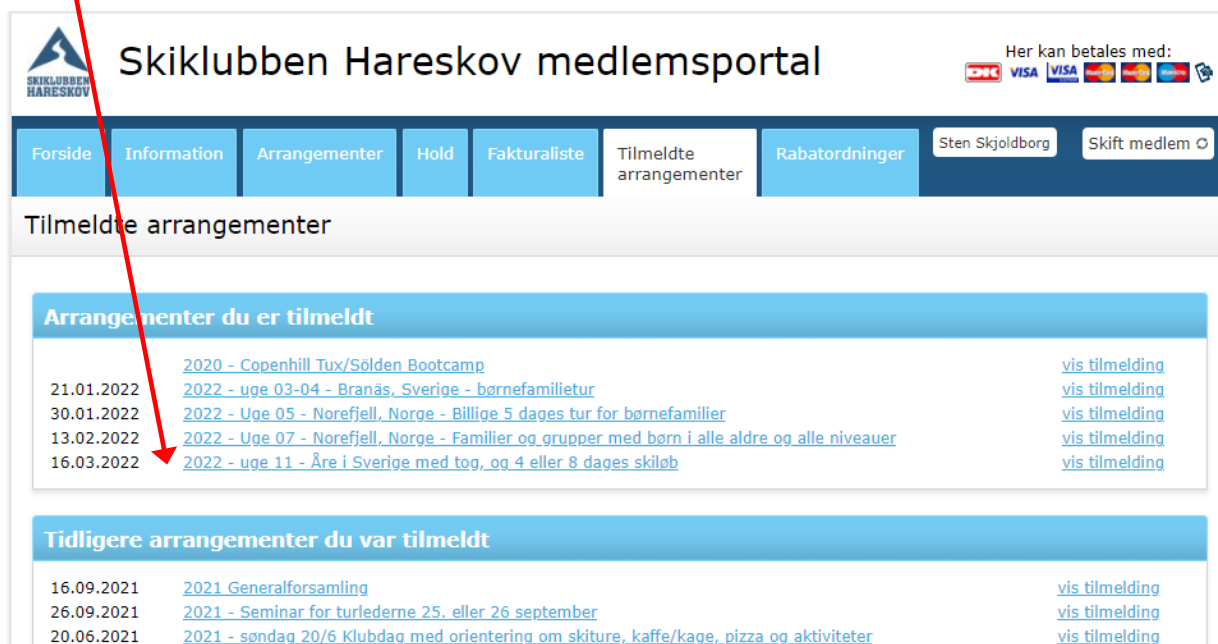 SKIKLUBBEN
HARESKOV
Skiklubben Hareskov medlemsportal
Her kan betales med:
DK VISA VISA
Forside
Information
Arrangementer
Hold
Fakturaliste
Tilmeldte
arrangementer
Rabatordninger
Sten Skjoldborg
Skift medlem
Tilmeldte arrangementer
Arrangementer du er tilmeldt
2020 - Copenhill Tux/Sölden Bootcamp vis tilmelding
21.01.2022 2022 - uge 03-04 - Branäs, Sverige - børnefamilietur vis tilmelding
30.01.2022 2022 - Uge 05 - Norefjell, Norge - Billige 5 dages tur for børnefamilier vis tilmelding
13.02.2022 2022 - Uge 07 - Norefjell, Norge - Familier og grupper med børn i alle aldre og alle niveauer vis tilmelding
16.03.2022 2022 - uge 11 - Åre i Sverige med tog, og 4 eller 8 dages skiløb vis tilmelding
Tidligere arrangementer du var tilmeldt
16.09.2021 2021 Generalforsamling vis tilmelding
26.09.2021 2021 - Seminar for turlederne 25. eller 26 september vis tilmelding
20.06.2021 2021 - søndag 20/6 Klubdag med orientering om skiture, kaffe/kage, pizza og aktiviteter vis tilmelding